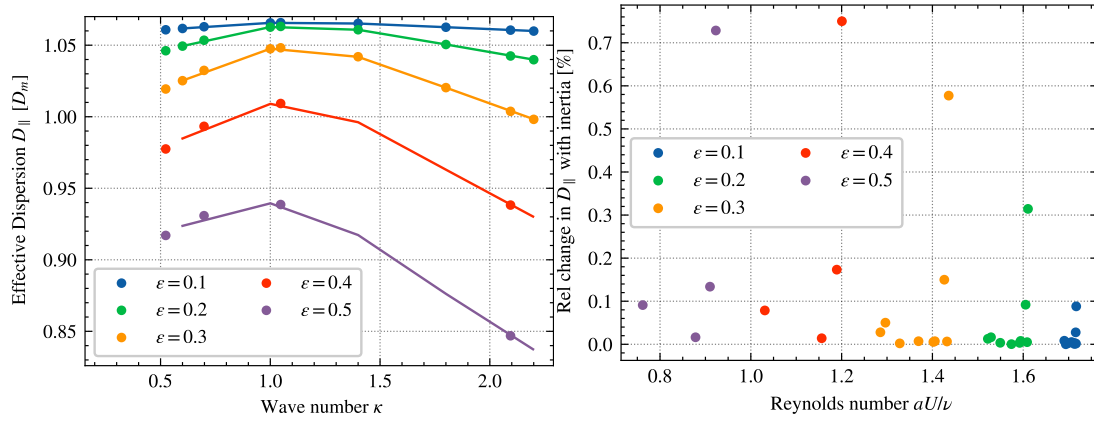 Effective Dispersion D∥ [Dₘ]
1.05
1.00
0.95
0.90
0.85
ε = 0.1
ε = 0.2
ε = 0.3
ε = 0.4
ε = 0.5
0.5
1.0
1.5
2.0
Wave number κ
Rel change in D∥ with inertia [%]
0.7
0.6
0.5
0.4
0.3
0.2
0.1
0.0
ε = 0.1
ε = 0.2
ε = 0.3
ε = 0.4
ε = 0.5
0.8
1.0
1.2
1.4
1.6
Reynolds number aU/ν